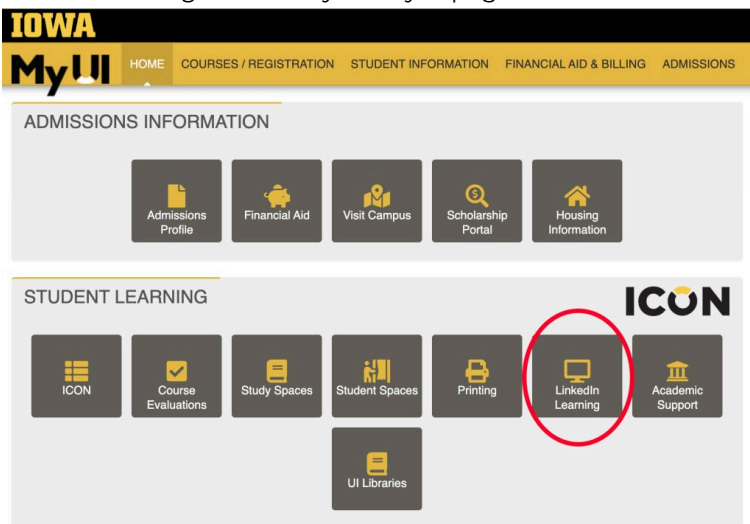 IOWA
MyUI
HOME COURSES / REGISTRATION STUDENT INFORMATION FINANCIAL AID & BILLING ADMISSIONS
ADMISSIONS INFORMATION
Admissions
Profile
Financial Aid
Visit Campus
Scholarship
Portal
Housing
Information
STUDENT LEARNING
ICON
ICON
Course
Evaluations
Study Spaces
Student Spaces
Printing
LinkedIn
Learning
Academic
Support
UI Libraries